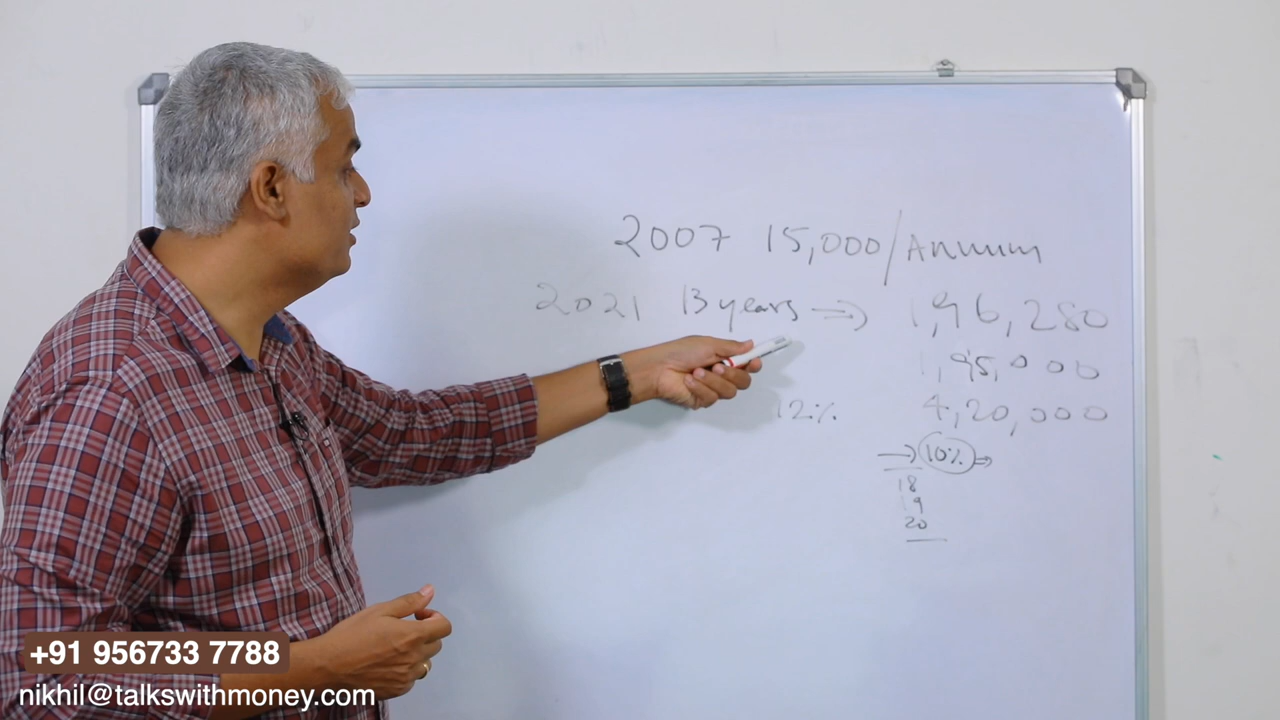 2007 15,000/Annum
2021 13 years ⇒ 1,96,280
1,95,000
12% 4,20,000
→ 10% ⇒
18
19
20
+91 956733 7788
nikhil@talkswithmoney.com